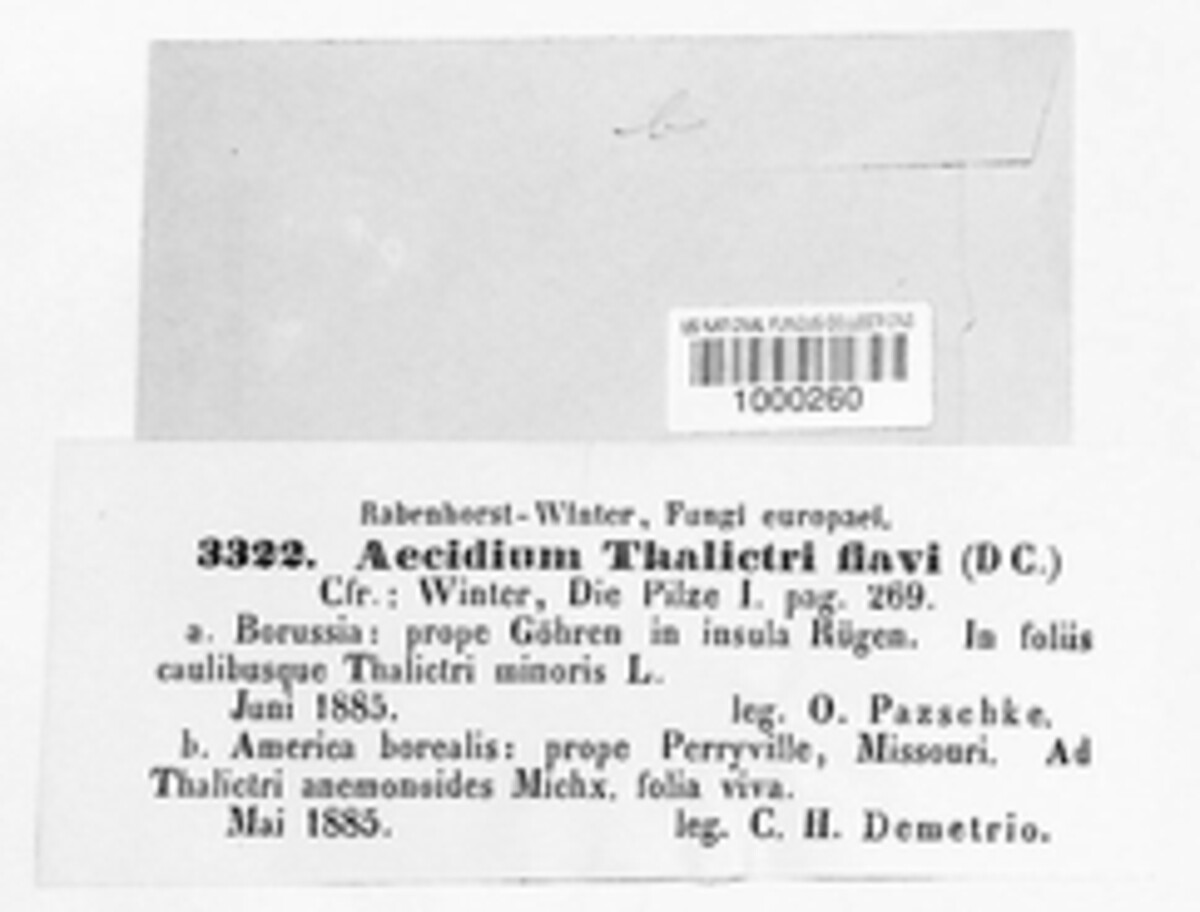 b
US NATIONAL FUNGUS COLLECTIONS
1000260
Rabenhorst-Winter, Fungi europaei.
3322. Aecidium Thalictri flavi (DC.)
Cfr.: Winter, Die Pilze I. pag. 269.
a. Borussia: prope Göhren in insula Rügen. In foliis
caulibusque Thalictri minoris L.
Juni 1885. leg. O. Pazschke.
b. America borealis: prope Perryville, Missouri. Ad
Thalictri anemonoides Michx. folia viva.
Mai 1885. leg. C. H. Demetrio.